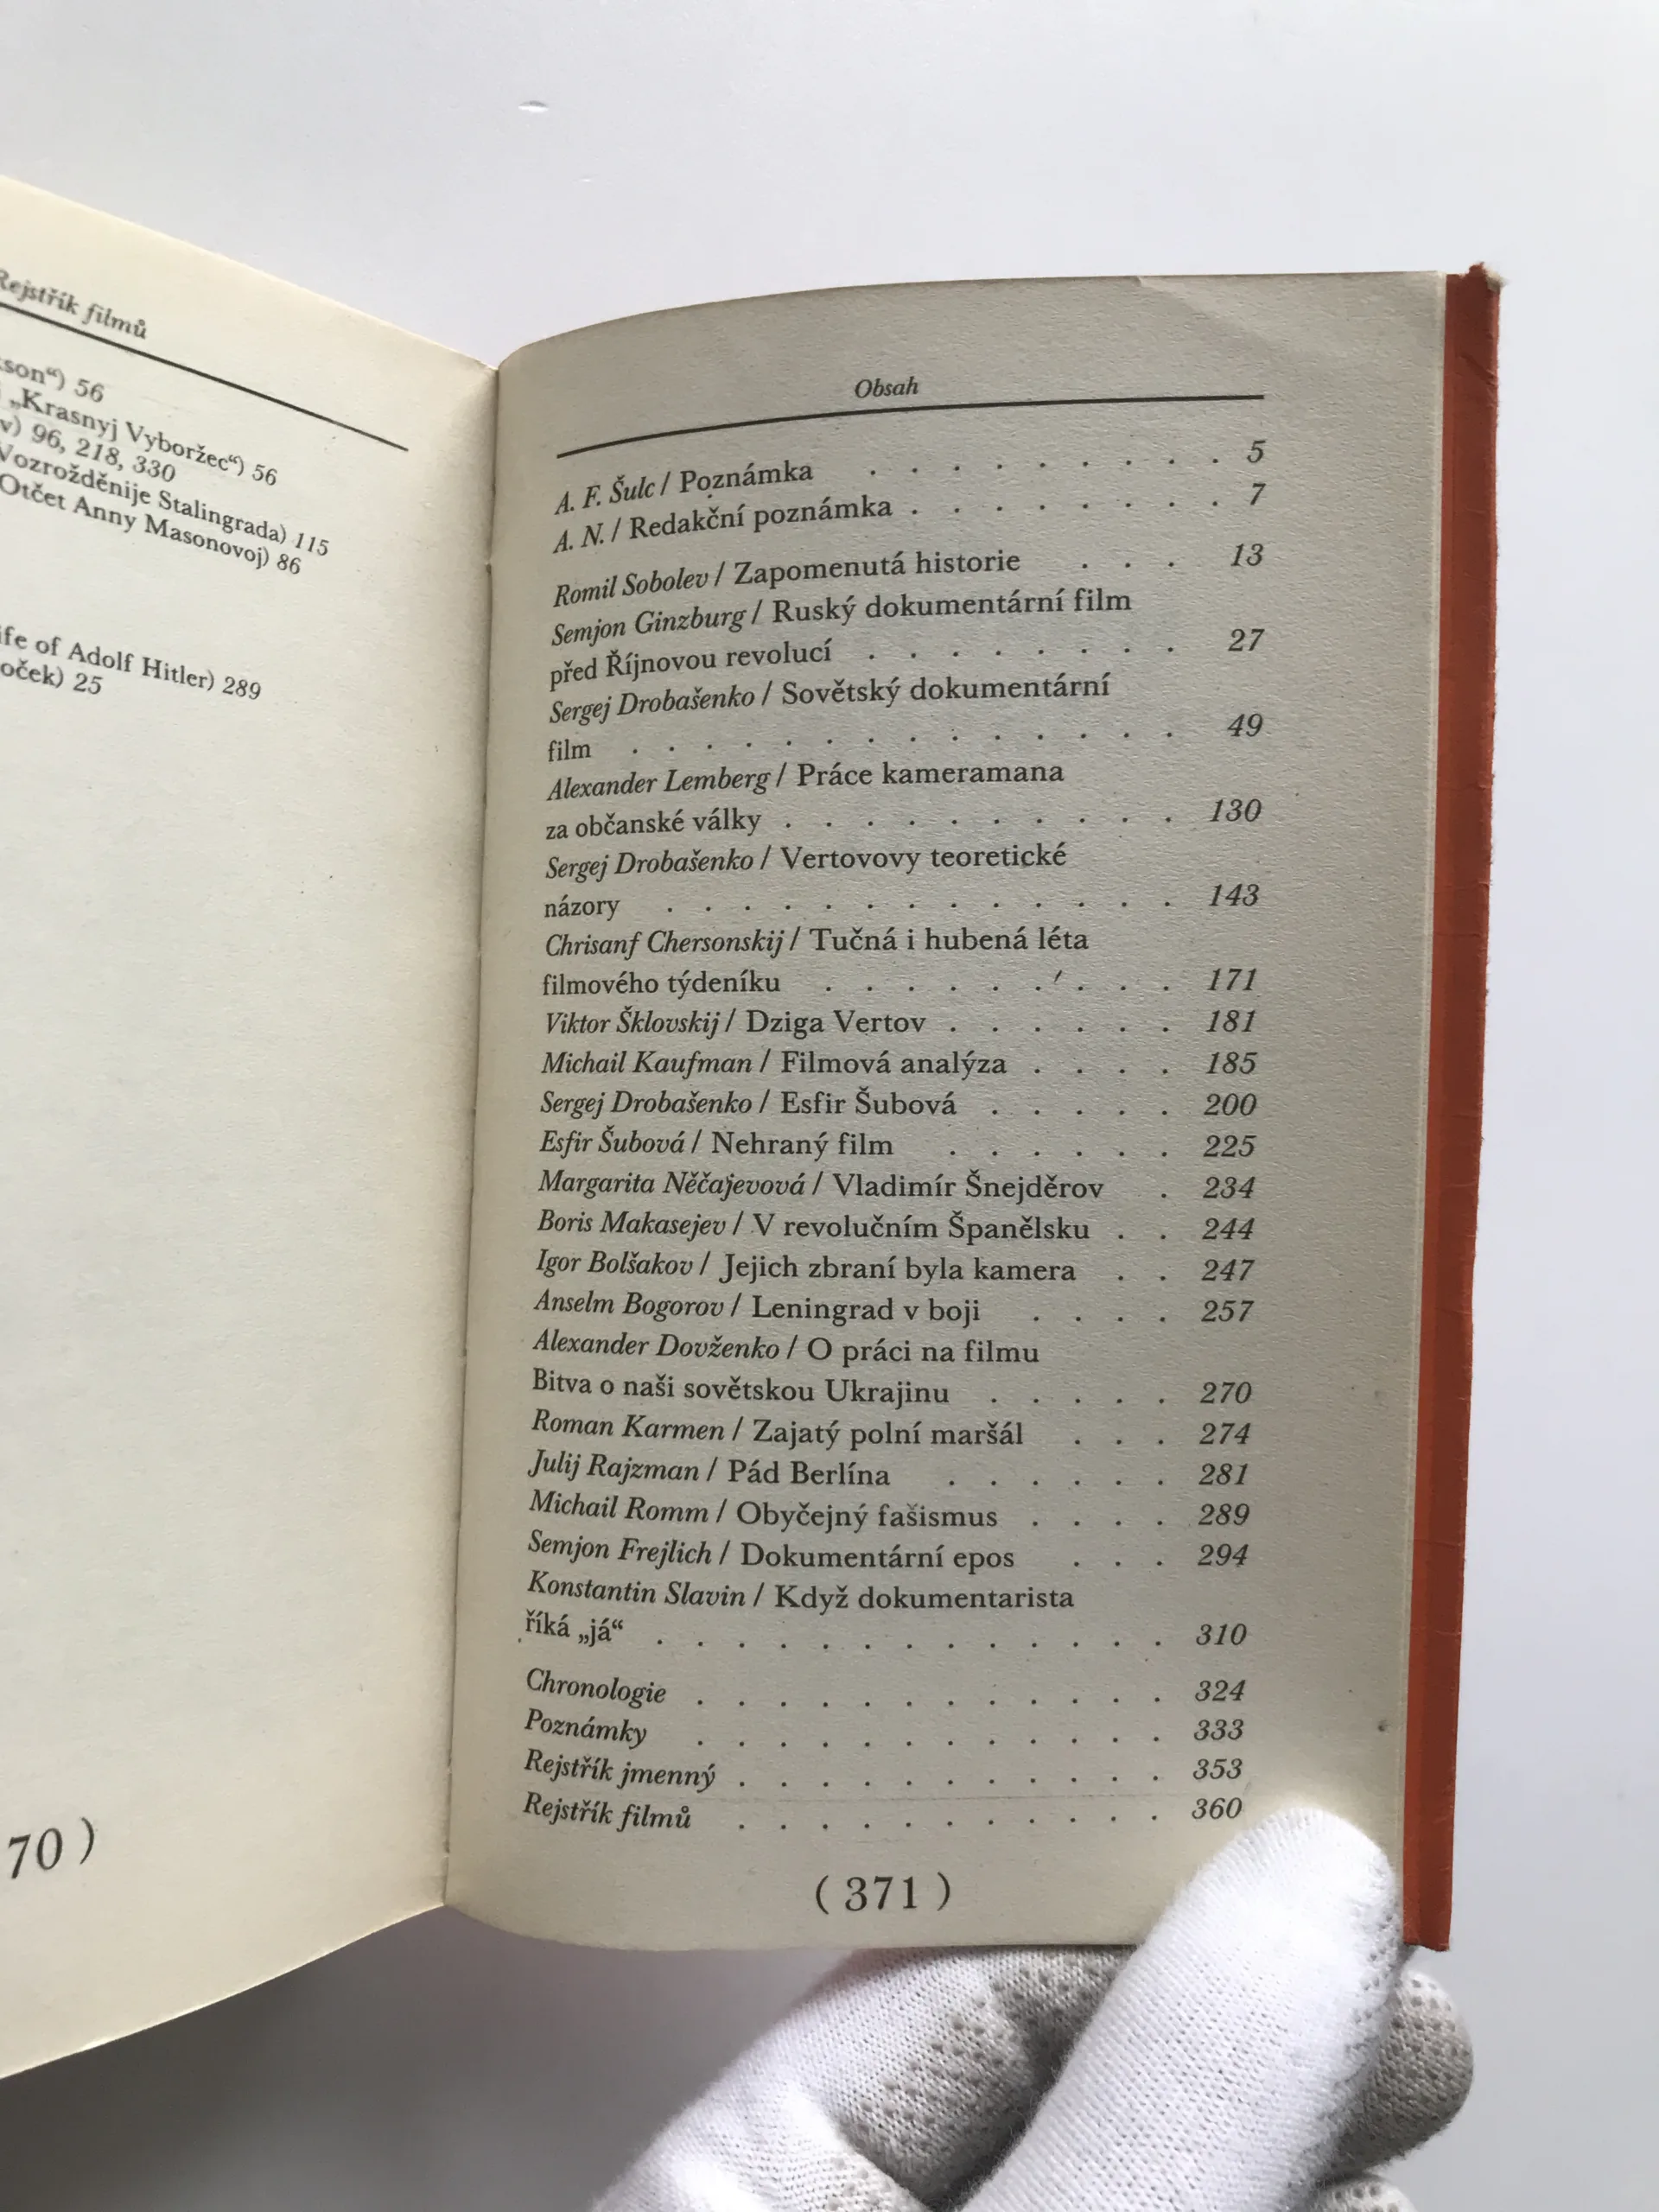 Rejstřík filmů
son“) 56
„Krasnyj Vyboržec“) 56
v) 96, 218, 330
Vozrožděnije Stalingrada) 115
Otčet Anny Masonovoj) 86
ife of Adolf Hitler) 289
oček) 25
70 )
Obsah
A. F. Šulc / Poznámka . . . . . . . . . 5
A. N. / Redakční poznámka . . . . . . . . 7
Romil Sobolev / Zapomenutá historie . . . 13
Semjon Ginzburg / Ruský dokumentární film
před Říjnovou revolucí . . . . . . . . 27
Sergej Drobašenko / Sovětský dokumentární
film . . . . . . . . . . . . . . 49
Alexander Lemberg / Práce kameramana
za občanské války . . . . . . . . . . 130
Sergej Drobašenko / Vertovovy teoretické
názory . . . . . . . . . . . . . 143
Chrisanf Chersonskij / Tučná i hubená léta
filmového týdeníku . . . . . . . . . 171
Viktor Šklovskij / Dziga Vertov . . . . . . 181
Michail Kaufman / Filmová analýza . . . . 185
Sergej Drobašenko / Esfir Šubová . . . . . 200
Esfir Šubová / Nehraný film . . . . . . 225
Margarita Něčajevová / Vladimír Šnejděrov . 234
Boris Makasejev / V revolučním Španělsku . . 244
Igor Bolšakov / Jejich zbraní byla kamera . . 247
Anselm Bogorov / Leningrad v boji . . . . 257
Alexander Dovženko / O práci na filmu
Bitva o naši sovětskou Ukrajinu . . . . . 270
Roman Karmen / Zajatý polní maršál . . . 274
Julij Rajzman / Pád Berlína . . . . . . 281
Michail Romm / Obyčejný fašismus . . . . 289
Semjon Frejlich / Dokumentární epos . . . 294
Konstantin Slavin / Když dokumentarista
říká „já“ . . . . . . . . . . . . . 310
Chronologie . . . . . . . . . . . . 324
Poznámky . . . . . . . . . . . . 333
Rejstřík jmenný . . . . . . . . . . . 353
Rejstřík filmů . . . . . . . . . . . 360
( 371 )